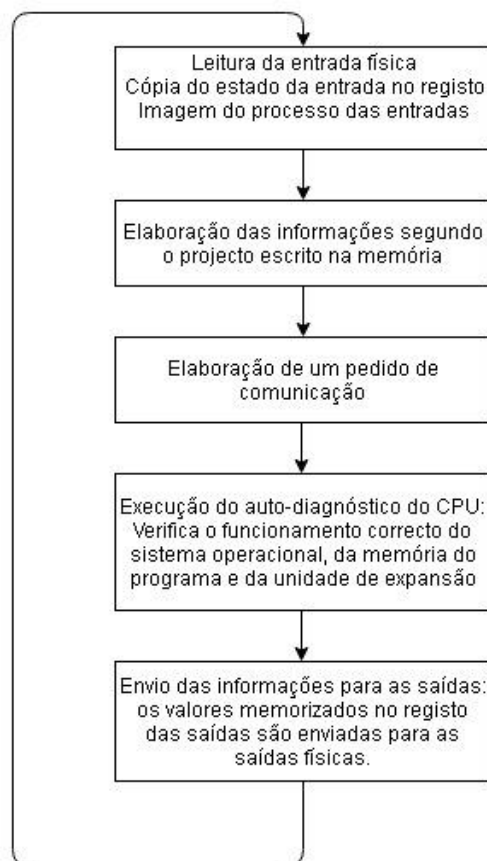 Leitura da entrada física
Cópia do estado da entrada no registo
Imagem do processo das entradas
Elaboração das informações segundo
o projecto escrito na memória
Elaboração de um pedido de
comunicação
Execução do auto-diagnóstico do CPU:
Verifica o funcionamento correcto do
sistema operacional, da memória do
programa e da unidade de expansão
Envio das informações para as saídas:
os valores memorizados no registo
das saídas são enviadas para as
saídas físicas.